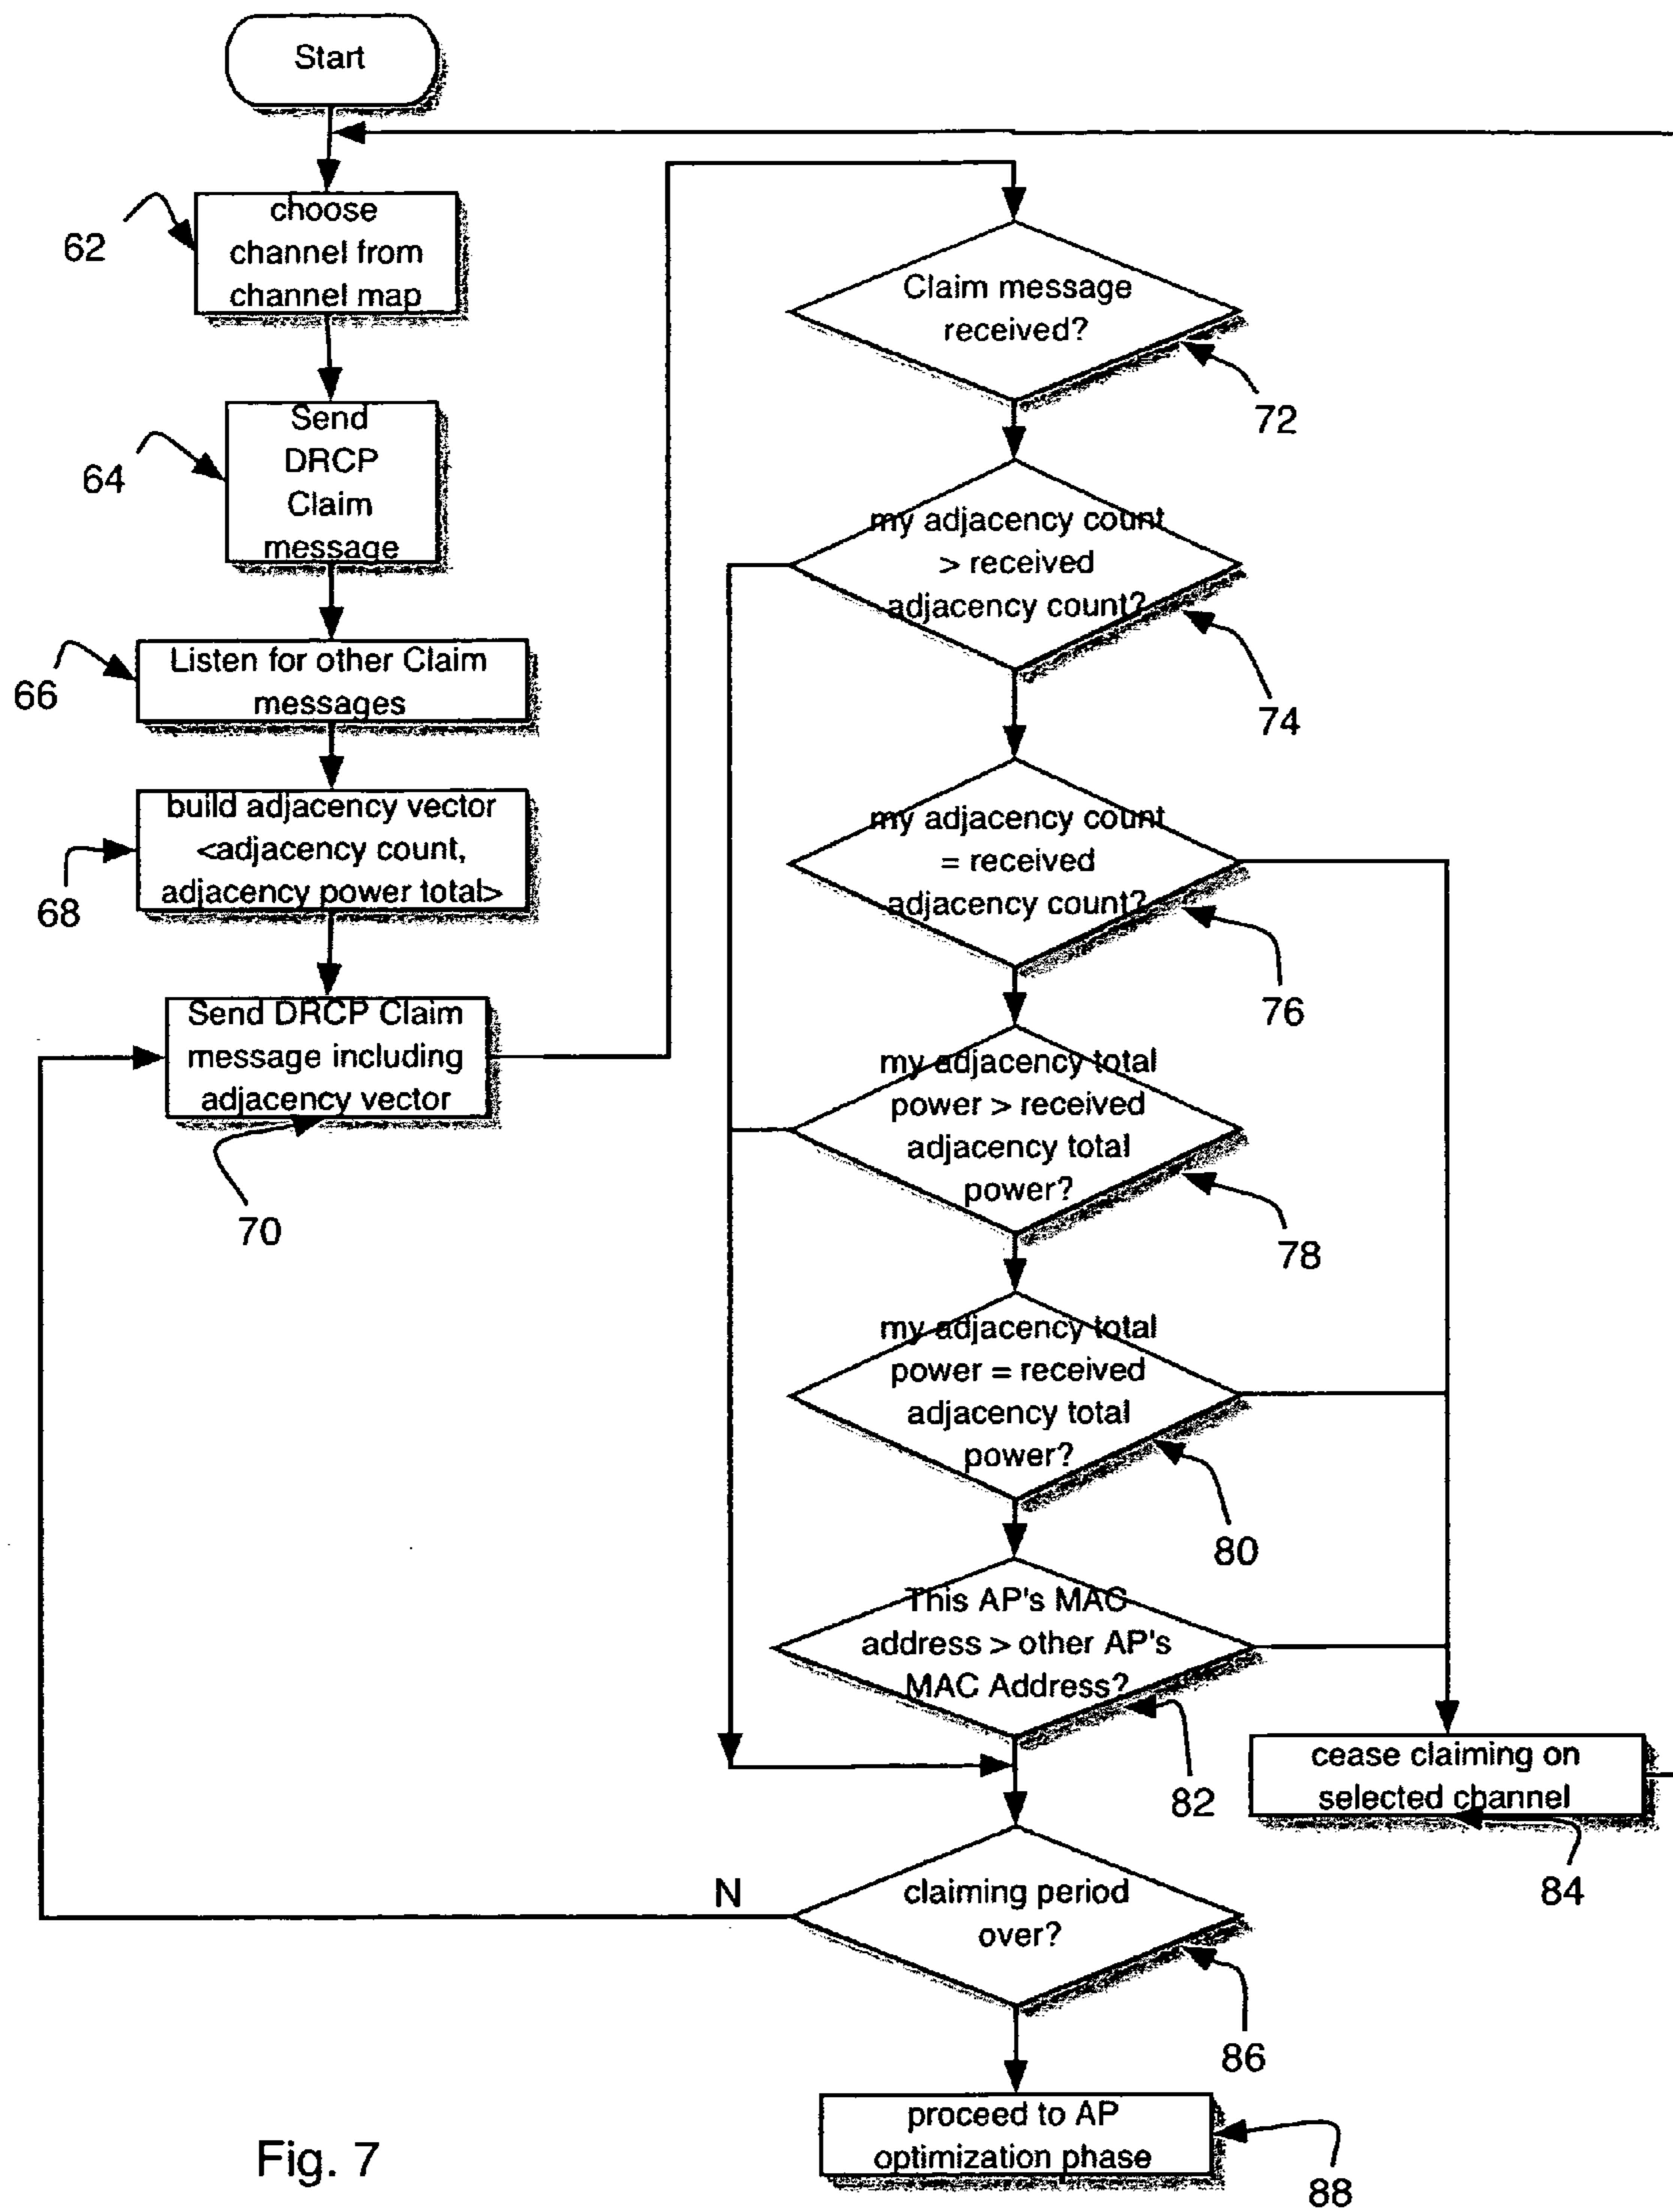 Start
choose
channel from
channel map
62
Send
DRCP
Claim
message
64
Listen for other Claim
messages
66
build adjacency vector
<adjacency count,
adjacency power total>
68
Send DRCP Claim
message including
adjacency vector
70
Claim message
received?
72
my adjacency count
> received
adjacency count?
74
my adjacency count
= received
adjacency count?
76
my adjacency total
power > received
adjacency total
power?
78
my adjacency total
power = received
adjacency total
power?
80
This AP's MAC
address > other AP's
MAC Address?
82
cease claiming on
selected channel
84
N
claiming period
over?
86
proceed to AP
optimization phase
88
Fig. 7